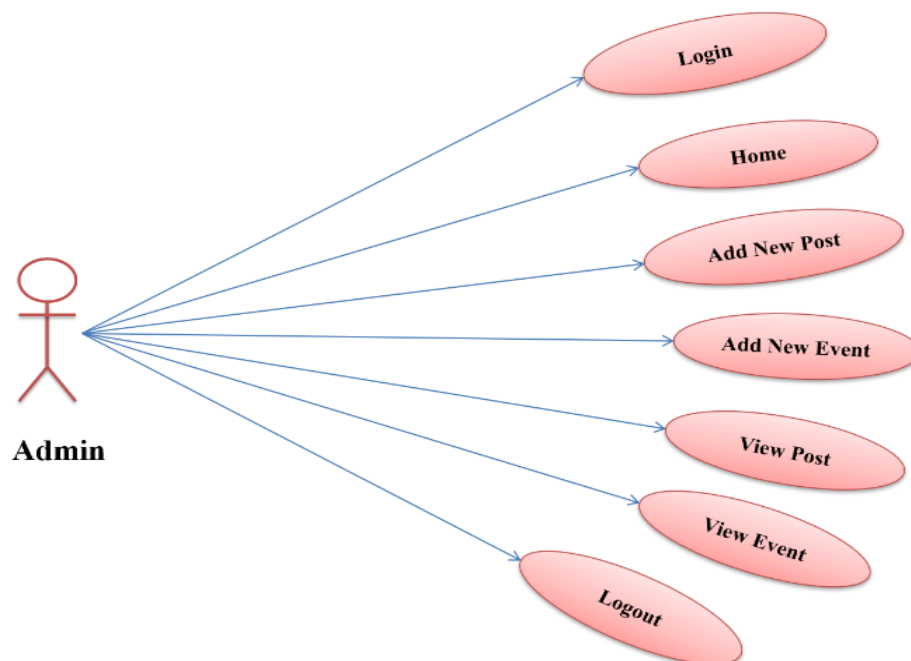 Login
Home
Add New Post
Add New Event
View Post
View Event
Logout
Admin